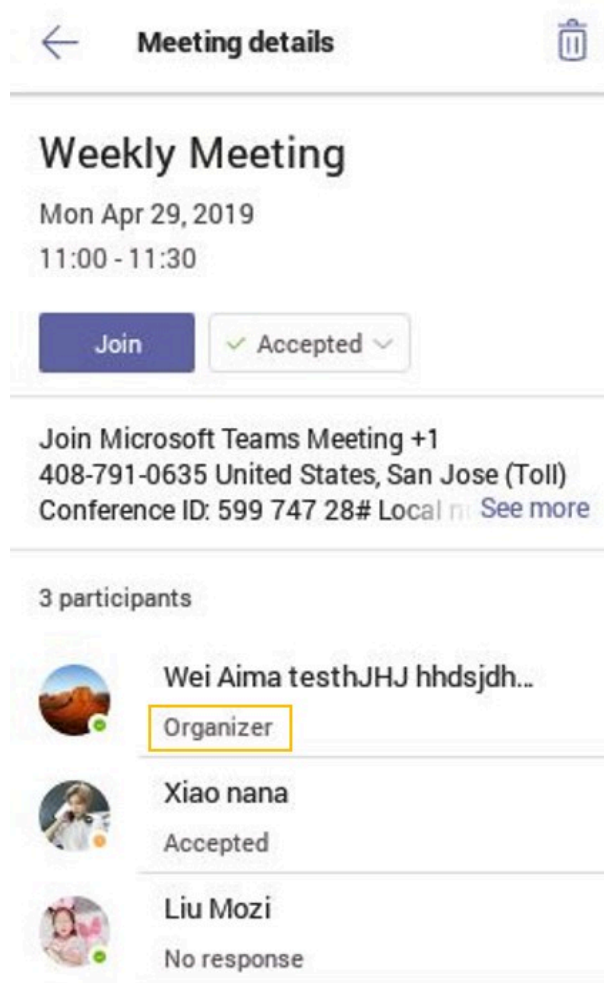 Meeting details
Weekly Meeting
Mon Apr 29, 2019
11:00 - 11:30
Join
Accepted
Join Microsoft Teams Meeting +1
408-791-0635 United States, San Jose (Toll)
Conference ID: 599 747 28# Local See more
3 participants
Wei Aima testhJHJ hhdsjdh...
Organizer
Xiao nana
Accepted
Liu Mozi
No response